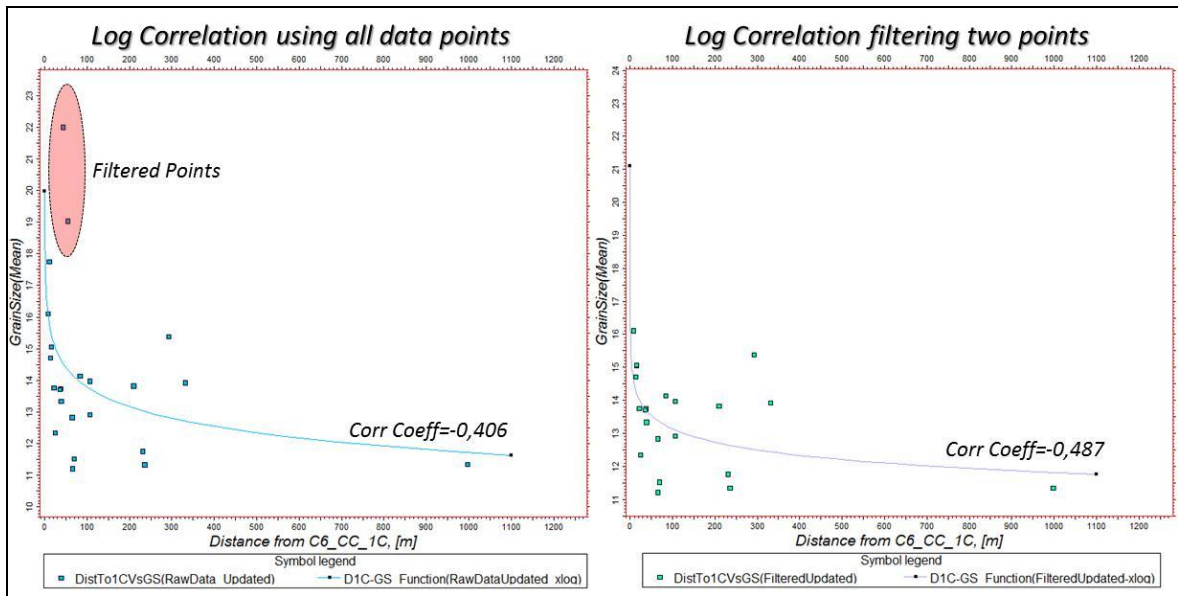 Log Correlation using all data points
0 100 200 300 400 500 600 700 800 900 1000 1100 1200
10 11 12 13 14 15 16 17 18 19 20 21 22 23
GrainSize(Mean)
Filtered Points
Corr Coeff=-0,406
0 100 200 300 400 500 600 700 800 900 1000 1100 1200
Distance from C6_CC_1C, [m]
Symbol legend
DistTo1CVsGS(RawData_Updated) D1C-GS_Function(RawDataUpdated_xlog)
Log Correlation filtering two points
0 100 200 300 400 500 600 700 800 900 1000 1100 1200
11 12 13 14 15 16 17 18 19 20 21 22 23 24
GrainSize(Mean)
Corr Coeff=-0,487
0 100 200 300 400 500 600 700 800 900 1000 1100 1200
Distance from C6_CC_1C, [m]
Symbol legend
DistTo1CVsGS(FilteredUpdated) D1C-GS_Function(FilteredUpdated-xlog)